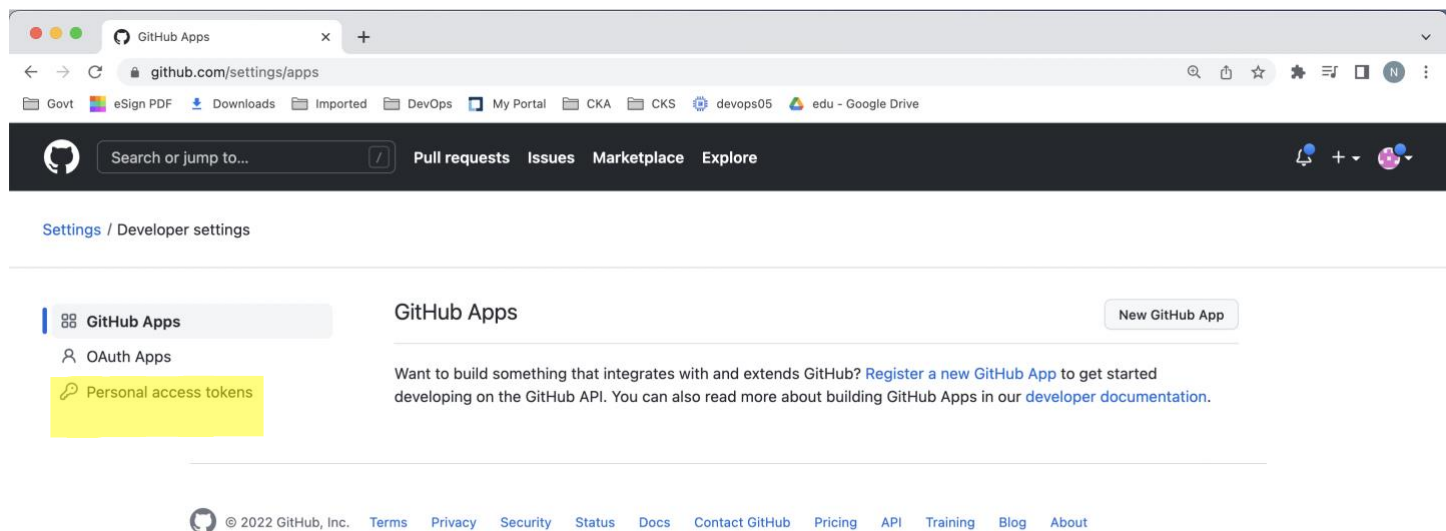 GitHub Apps
github.com/settings/apps
N
Govt eSign PDF Downloads Imported DevOps My Portal CKA CKS devops05 edu - Google Drive
Search or jump to... / Pull requests Issues Marketplace Explore
Settings / Developer settings
GitHub Apps
OAuth Apps
Personal access tokens
GitHub Apps
New GitHub App
Want to build something that integrates with and extends GitHub? Register a new GitHub App to get started
developing on the GitHub API. You can also read more about building GitHub Apps in our developer documentation.
© 2022 GitHub, Inc. Terms Privacy Security Status Docs Contact GitHub Pricing API Training Blog About